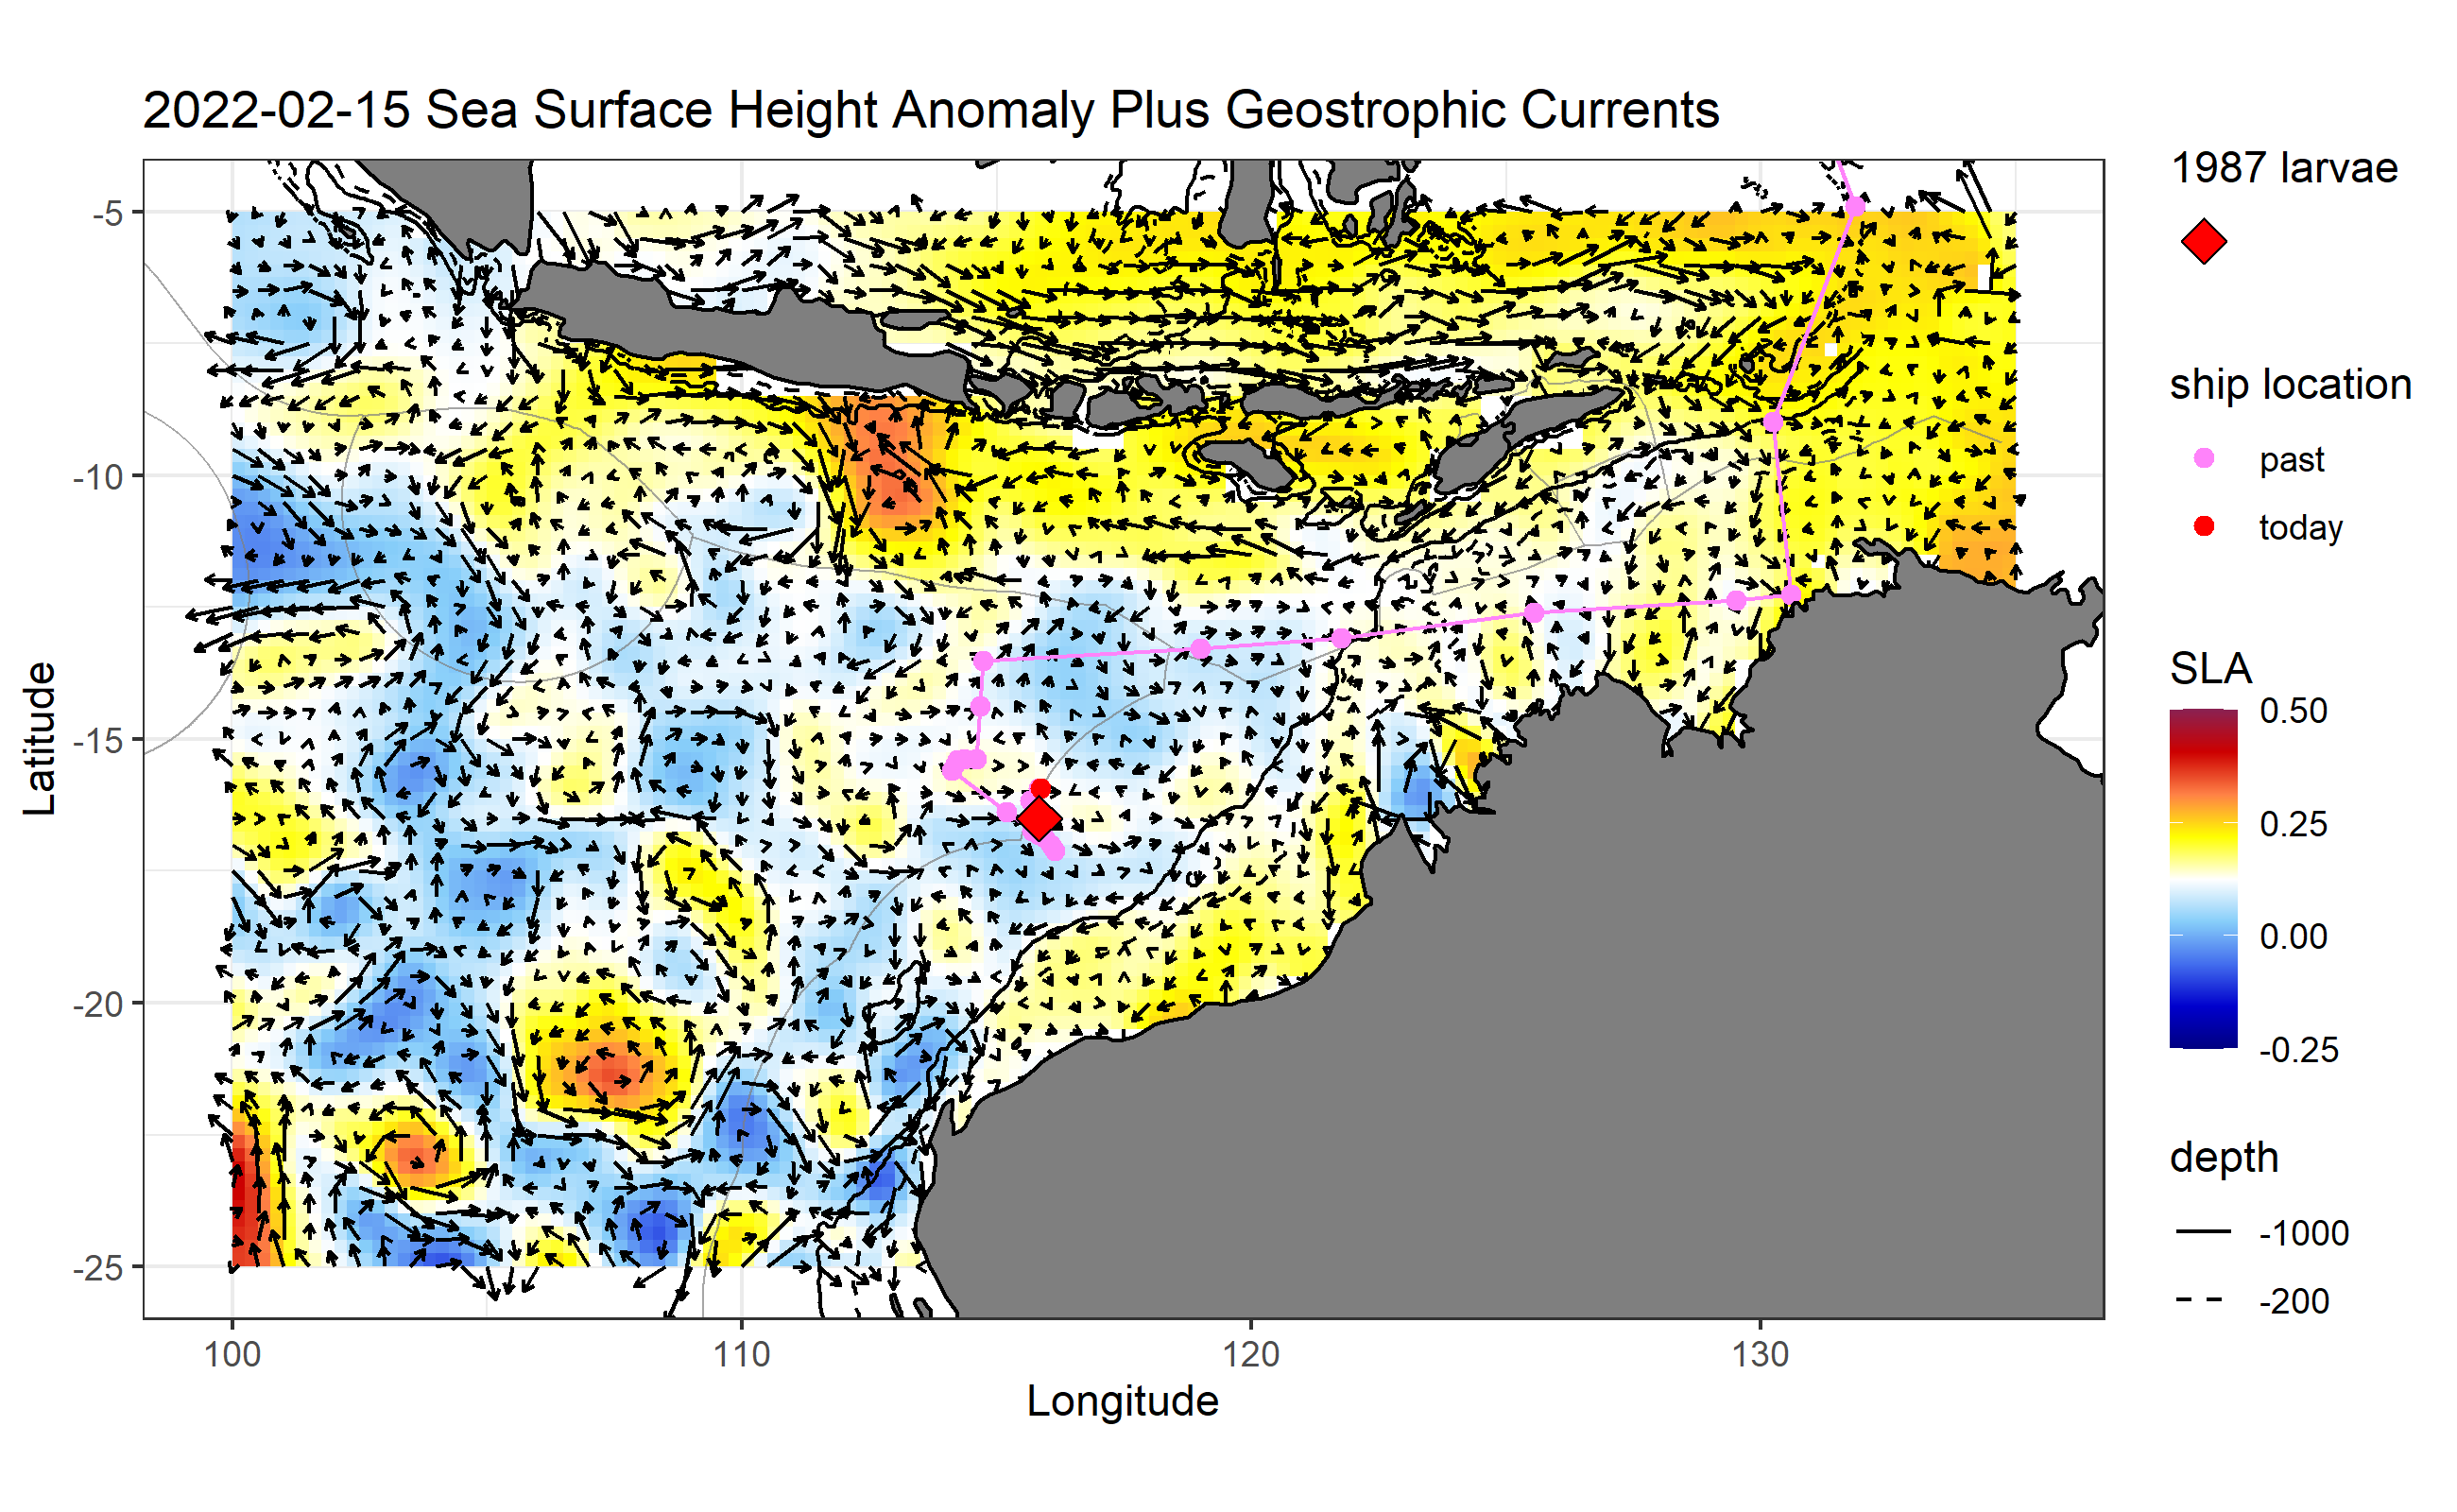 2022-02-15 Sea Surface Height Anomaly Plus Geostrophic Currents
Latitude
-5
-10
-15
-20
-25
100
110
120
130
Longitude
1987 larvae
ship location
past
today
SLA
0.50
0.25
0.00
-0.25
depth
-1000
-200